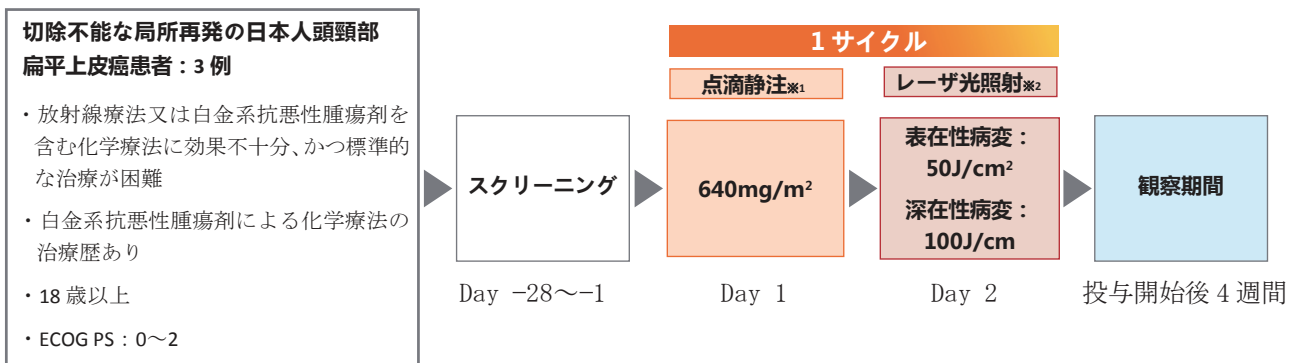 切除不能な局所再発の日本人頭頸部
扁平上皮癌患者：3 例
・放射線療法又は白金系抗悪性腫瘍剤を
含む化学療法に効果不十分、かつ標準的
な治療が困難
・白金系抗悪性腫瘍剤による化学療法の
治療歴あり
・18 歳以上
・ECOG PS：0～2
スクリーニング
Day −28～−1
1 サイクル
点滴静注※1
640mg/m²
Day 1
レーザ光照射※2
表在性病変：
50J/cm²
深在性病変：
100J/cm
Day 2
観察期間
投与開始後 4 週間